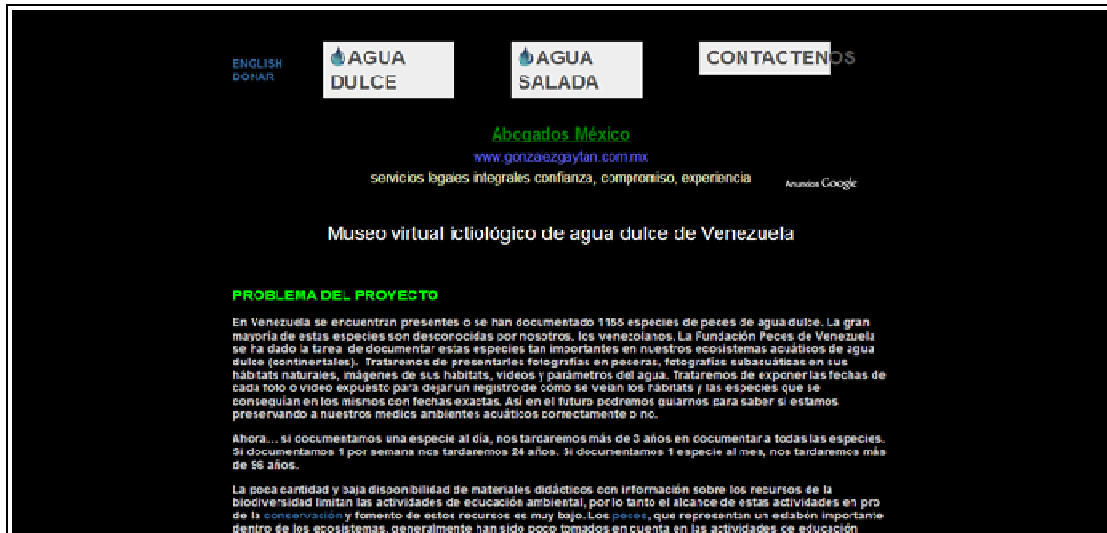 ENGLISH
DONAR
AGUA
DULCE
AGUA
SALADA
CONTACTENOS
Abogados México
www.gonzalezgaytan.com.mx
servicios legales integrales confianza, compromiso, experiencia
Anuncios Google
Museo virtual ictiológico de agua dulce de Venezuela
PROBLEMA DEL PROYECTO
En Venezuela se encuentran presentes o se han documentado 1155 especies de peces de agua dulce. La gran
mayoría de estas especies son desconocidas por nosotros, los venezolanos. La Fundación Peces de Venezuela
se ha dado la tarea de documentar estas especies tan importantes en nuestros ecosistemas acuáticos de agua
dulce (continentales). Trataremos de presentarles fotografías en peceras, fotografías subacuáticas en sus
hábitats naturales, imágenes de sus hábitats, videos y parámetros del agua. Trataremos de exponer las fechas de
cada foto o video expuesto para dejar un registro de cómo se veían los hábitats y las especies que se
conseguían en los mismos con fechas exactas. Así en el futuro podremos guiarnos para saber si estamos
preservando a nuestros medios ambientes acuáticos correctamente o no.
Ahora... si documentamos una especie al día, nos tardaremos más de 3 años en documentar a todas las especies.
Si documentamos 1 por semana nos tardaremos 24 años. Si documentamos 1 especie al mes, nos tardaremos más
de 96 años.
La poca cantidad y baja disponibilidad de materiales didácticos con información sobre los recursos de la
biodiversidad limitan las actividades de educación ambiental, por lo tanto el alcance de estas actividades en pro
de la conservación y fomento de estos recursos es muy bajo. Los peces, que representan un eslabón importante
dentro de los ecosistemas, generalmente han sido poco tomados en cuenta en las actividades de educación